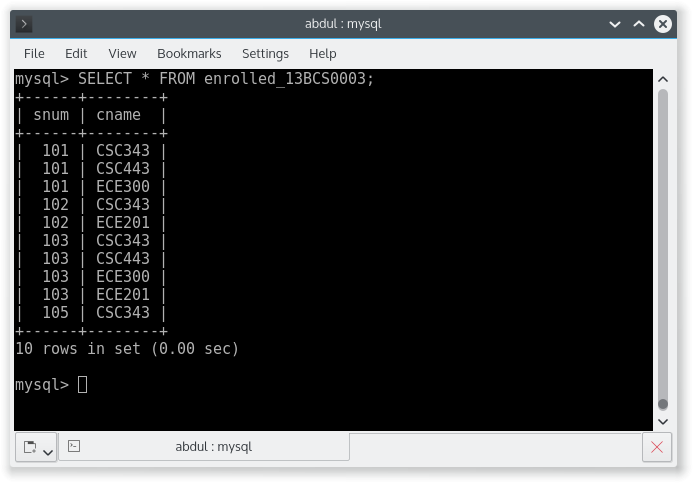 abdul : mysql
File Edit View Bookmarks Settings Help
mysql> SELECT * FROM enrolled_13BCS0003;
+------+--------+
| snum | cname  |
+------+--------+
|  101 | CSC343 |
|  101 | CSC443 |
|  101 | ECE300 |
|  102 | CSC343 |
|  102 | ECE201 |
|  103 | CSC343 |
|  103 | CSC443 |
|  103 | ECE300 |
|  103 | ECE201 |
|  105 | CSC343 |
+------+--------+
10 rows in set (0.00 sec)
mysql>
abdul : mysql